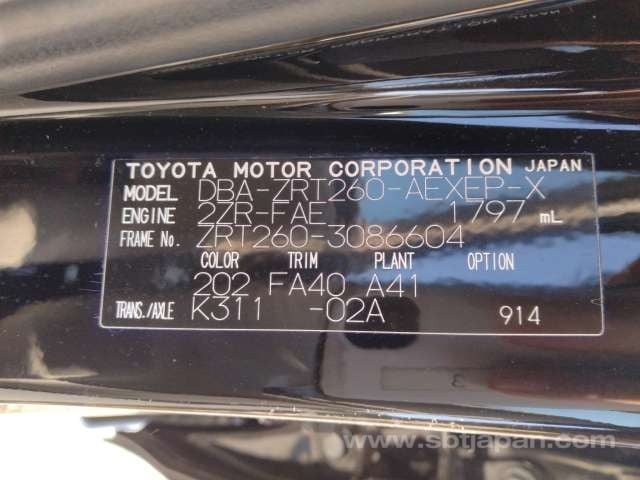 TOYOTA MOTOR CORPORATION JAPAN
MODEL DBA-ZRT260-AEXEP-X
ENGINE 2ZR-FAE 1797 mL
FRAME No. ZRT260-3086604
COLOR TRIM PLANT OPTION
202 FA40 A41
TRANS./AXLE K311 -02A 914
www.sbtjapan.com